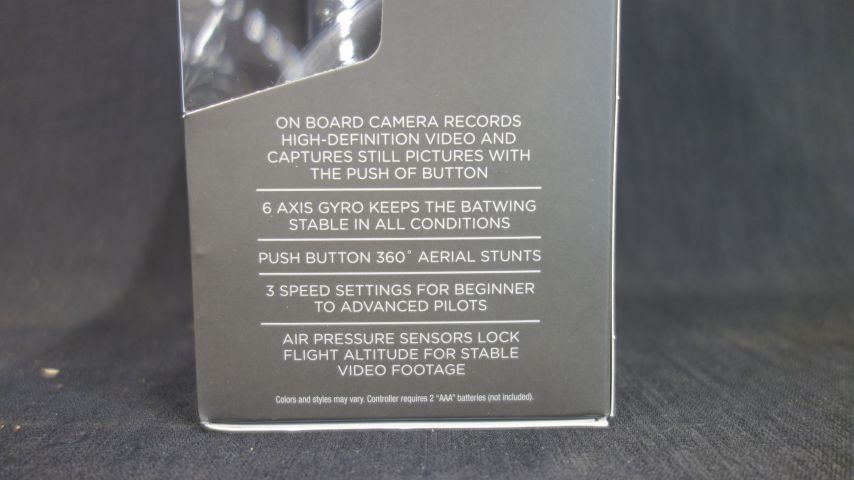 ON BOARD CAMERA RECORDS
HIGH-DEFINITION VIDEO AND
CAPTURES STILL PICTURES WITH
THE PUSH OF BUTTON
6 AXIS GYRO KEEPS THE BATWING
STABLE IN ALL CONDITIONS
PUSH BUTTON 360° AERIAL STUNTS
3 SPEED SETTINGS FOR BEGINNER
TO ADVANCED PILOTS
AIR PRESSURE SENSORS LOCK
FLIGHT ALTITUDE FOR STABLE
VIDEO FOOTAGE
Colors and styles may vary. Controller requires 2 “AAA” batteries (not included).